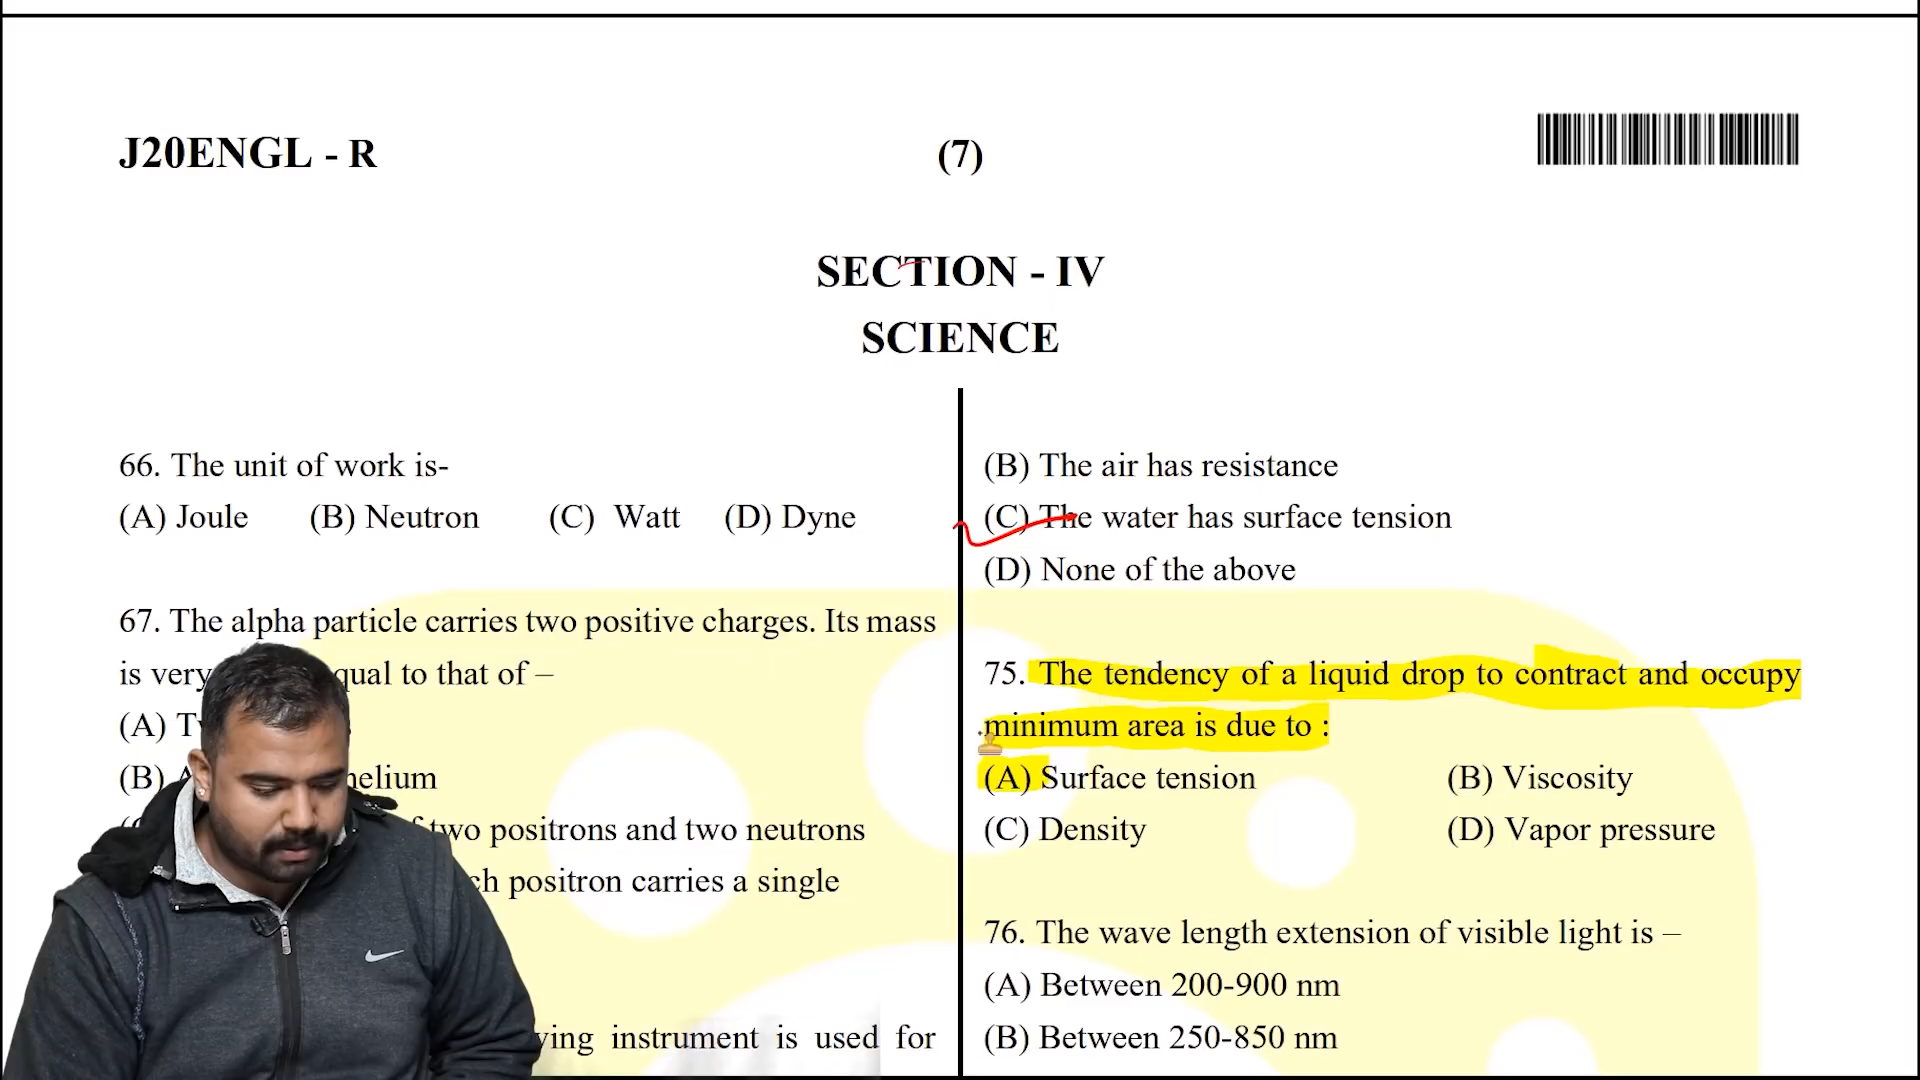 J20ENGL - R
(7)
SECTION - IV
SCIENCE
66. The unit of work is-
(A) Joule (B) Neutron (C) Watt (D) Dyne
67. The alpha particle carries two positive charges. Its mass
is very qual to that of –
(A)
(B) helium
two positrons and two neutrons
positron carries a single
instrument is used for
(B) The air has resistance
(C) The water has surface tension
(D) None of the above
75. The tendency of a liquid drop to contract and occupy
minimum area is due to :
(A) Surface tension (B) Viscosity
(C) Density (D) Vapor pressure
76. The wave length extension of visible light is –
(A) Between 200-900 nm
(B) Between 250-850 nm